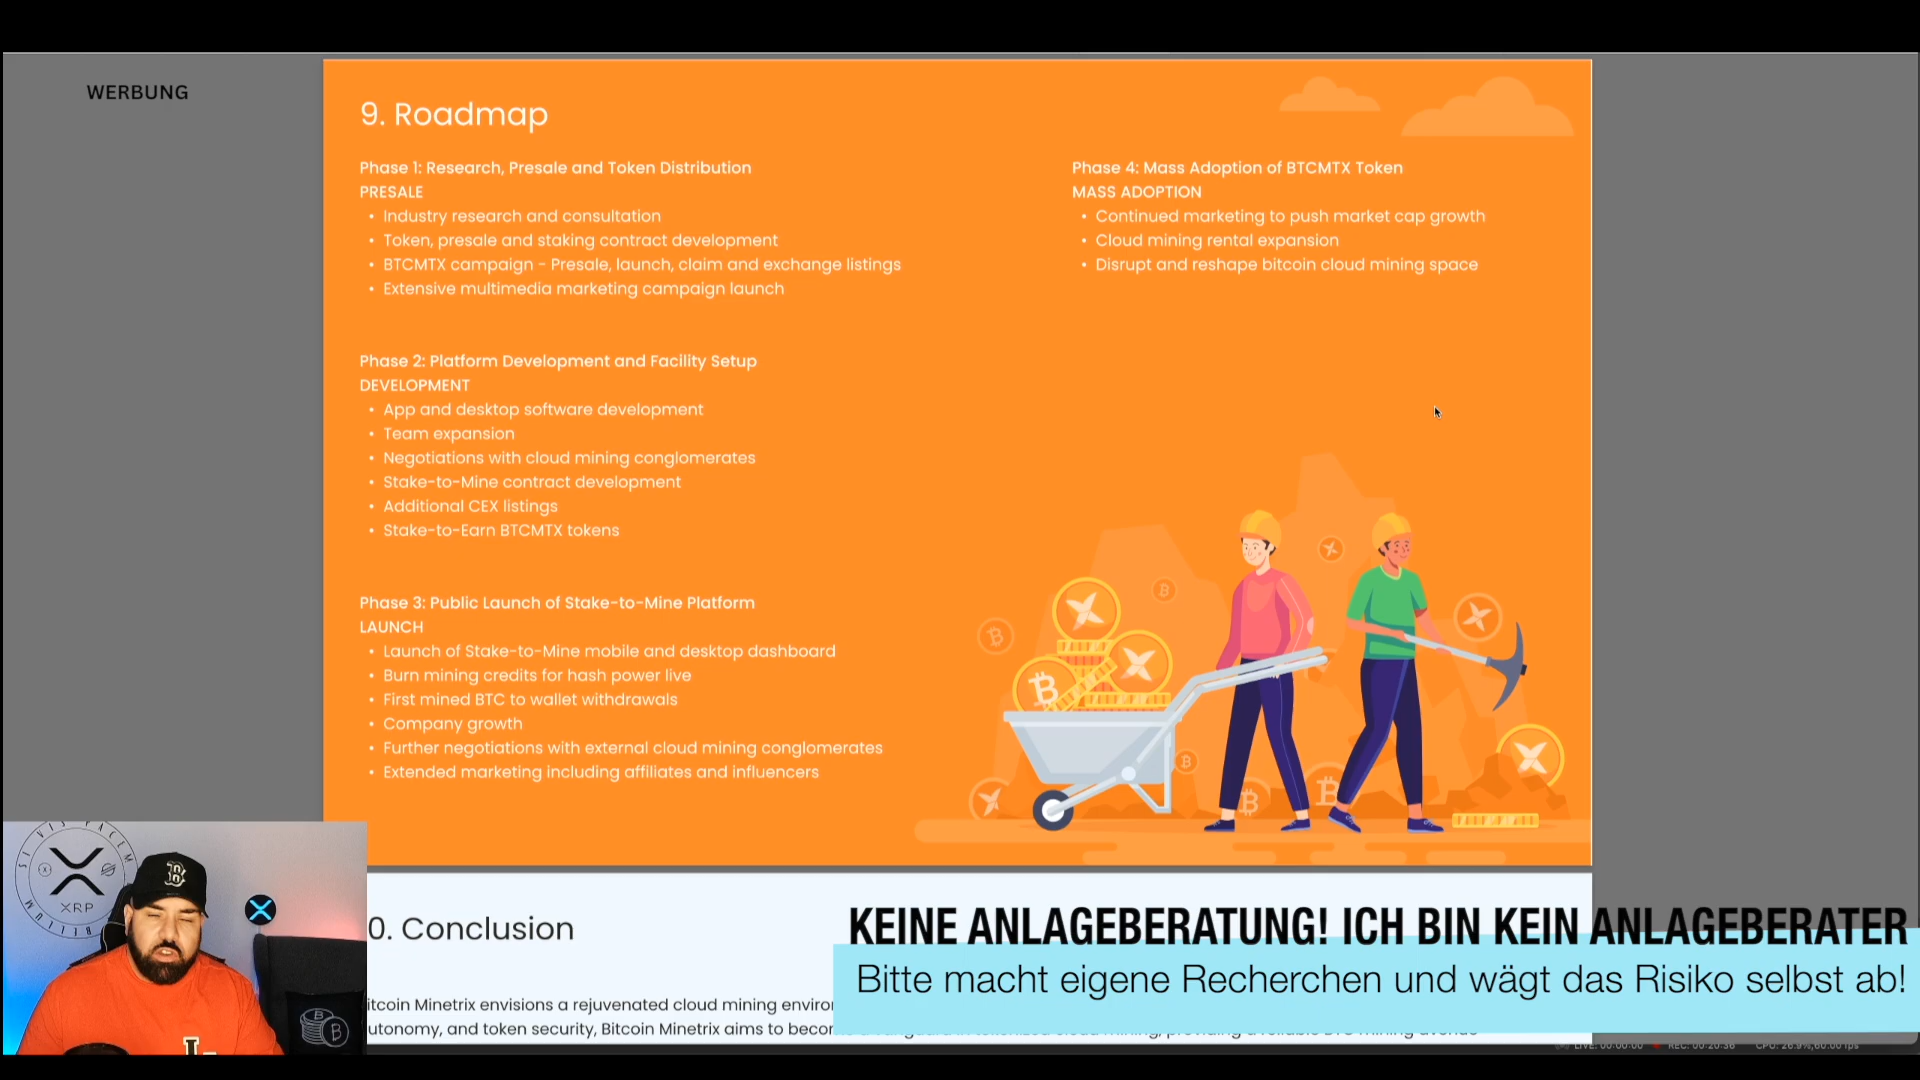 WERBUNG
9. Roadmap
Phase 1: Research, Presale and Token Distribution
PRESALE
• Industry research and consultation
• Token, presale and staking contract development
• BTCMTX campaign - Presale, launch, claim and exchange listings
• Extensive multimedia marketing campaign launch
Phase 2: Platform Development and Facility Setup
DEVELOPMENT
• App and desktop software development
• Team expansion
• Negotiations with cloud mining conglomerates
• Stake-to-Mine contract development
• Additional CEX listings
• Stake-to-Earn BTCMTX tokens
Phase 3: Public Launch of Stake-to-Mine Platform
LAUNCH
• Launch of Stake-to-Mine mobile and desktop dashboard
• Burn mining credits for hash power live
• First mined BTC to wallet withdrawals
• Company growth
• Further negotiations with external cloud mining conglomerates
• Extended marketing including affiliates and influencers
Phase 4: Mass Adoption of BTCMTX Token
MASS ADOPTION
• Continued marketing to push market cap growth
• Cloud mining rental expansion
• Disrupt and reshape bitcoin cloud mining space
XRP
B
0. Conclusion
itcoin Minetrix envisions a rejuvenated cloud mining
utonomy, and token security, Bitcoin Minetrix aims to
KEINE ANLAGEBERATUNG! ICH BIN KEIN ANLAGEBERATER
Bitte macht eigene Recherchen und wägt das Risiko selbst ab!
LIVE: 00:00:00 REC: 00:20:36